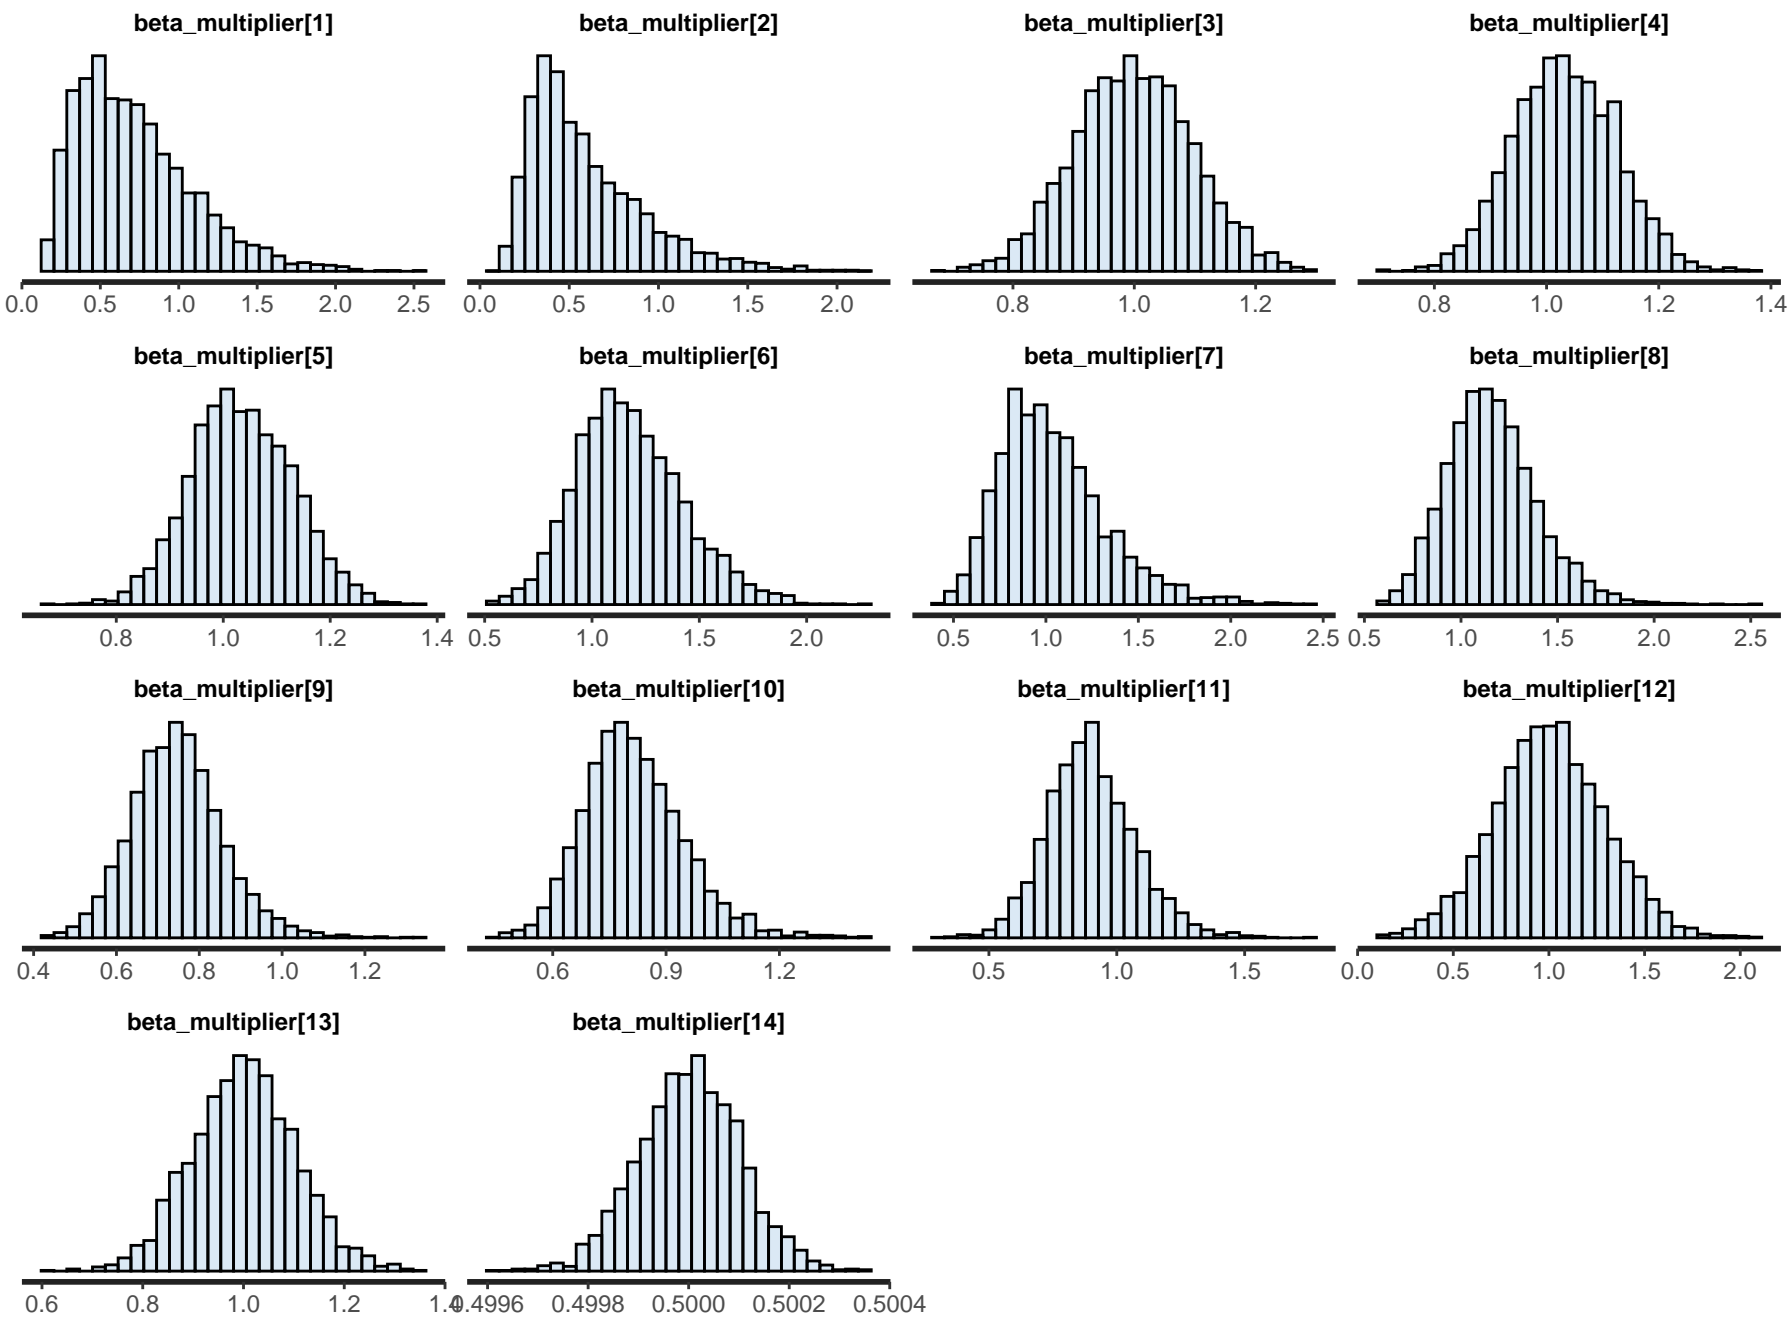 beta_multiplier[1] beta_multiplier[2] beta_multiplier[3] beta_multiplier[4]
0.0 0.5 1.0 1.5 2.0 2.5 0.0 0.5 1.0 1.5 2.0 0.8 1.0 1.2 0.8 1.0 1.2 1.4
beta_multiplier[5] beta_multiplier[6] beta_multiplier[7] beta_multiplier[8]
0.8 1.0 1.2 1.4 0.5 1.0 1.5 2.0 0.5 1.0 1.5 2.0 2.5 0.5 1.0 1.5 2.0 2.5
beta_multiplier[9] beta_multiplier[10] beta_multiplier[11] beta_multiplier[12]
0.4 0.6 0.8 1.0 1.2 0.6 0.9 1.2 0.5 1.0 1.5 0.0 0.5 1.0 1.5 2.0
beta_multiplier[13] beta_multiplier[14]
0.6 0.8 1.0 1.2 1.4 0.4996 0.4998 0.5000 0.5002 0.5004